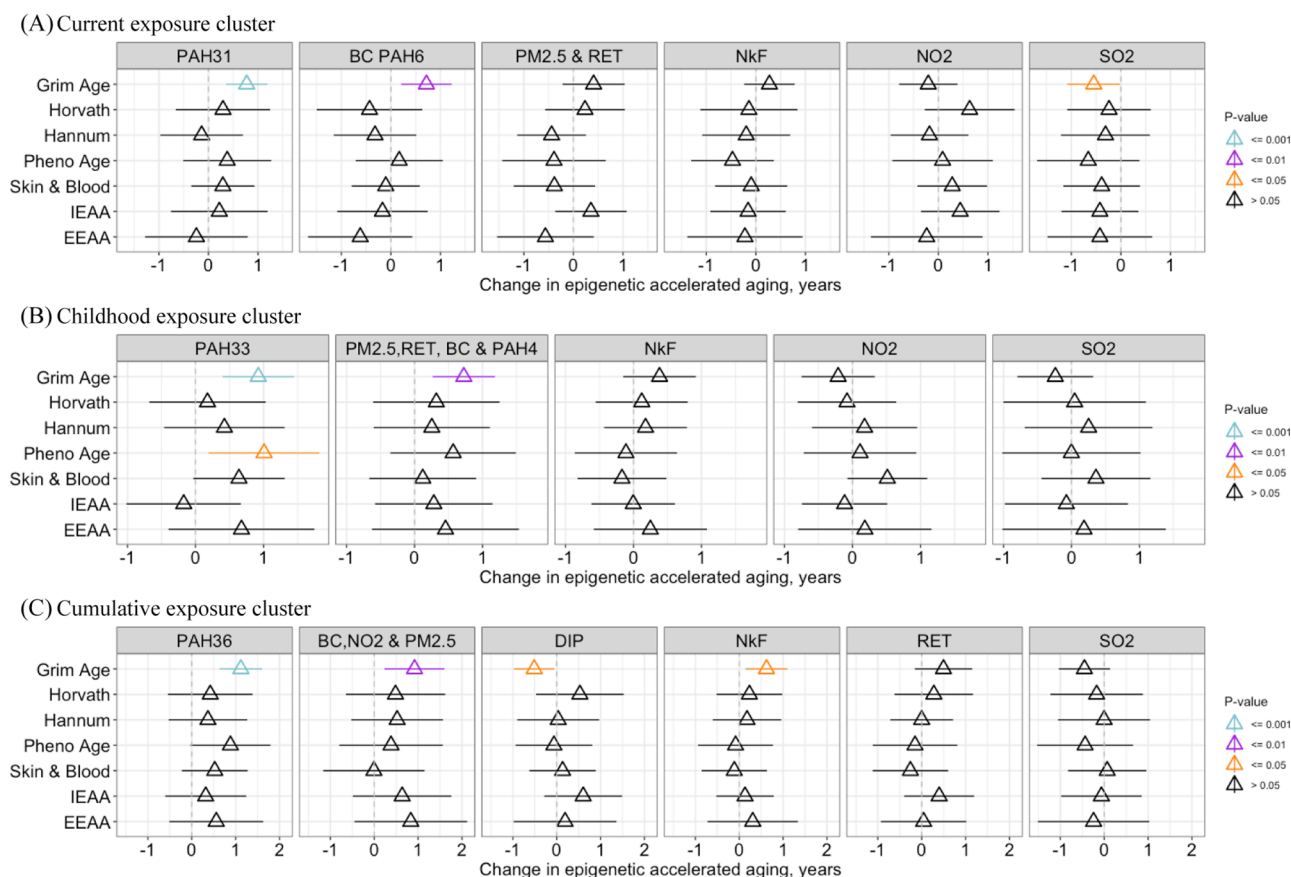 (A) Current exposure cluster
PAH31 BC PAH6 PM2.5 & RET NkF NO2 SO2
Grim Age
Horvath
Hannum
Pheno Age
Skin & Blood
IEAA
EEAA
P-value
<= 0.001
<= 0.01
<= 0.05
> 0.05
-1 0 1 -1 0 1 -1 0 1 -1 0 1 -1 0 1 -1 0 1
Change in epigenetic accelerated aging, years
(B) Childhood exposure cluster
PAH33 PM2.5,RET, BC & PAH4 NkF NO2 SO2
Grim Age
Horvath
Hannum
Pheno Age
Skin & Blood
IEAA
EEAA
P-value
<= 0.001
<= 0.01
<= 0.05
> 0.05
-1 0 1 -1 0 1 -1 0 1 -1 0 1 -1 0 1
Change in epigenetic accelerated aging, years
(C) Cumulative exposure cluster
PAH36 BC,NO2 & PM2.5 DIP NkF RET SO2
Grim Age
Horvath
Hannum
Pheno Age
Skin & Blood
IEAA
EEAA
P-value
<= 0.001
<= 0.01
<= 0.05
> 0.05
-1 0 1 2 -1 0 1 2 -1 0 1 2 -1 0 1 2 -1 0 1 2 -1 0 1 2
Change in epigenetic accelerated aging, years